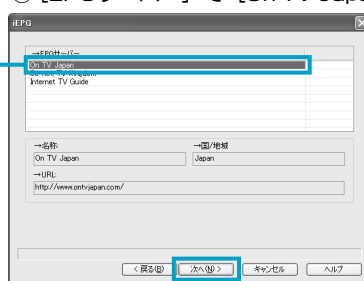 iEPG
→EPGサーバー
On TV Japan
Internet TV Guide
→名称: →国/地域
On TV Japan Japan
→URL:
http://www.ontvjapan.com/
< 戻る(B) 次へ(N) > キャンセル ヘルプ